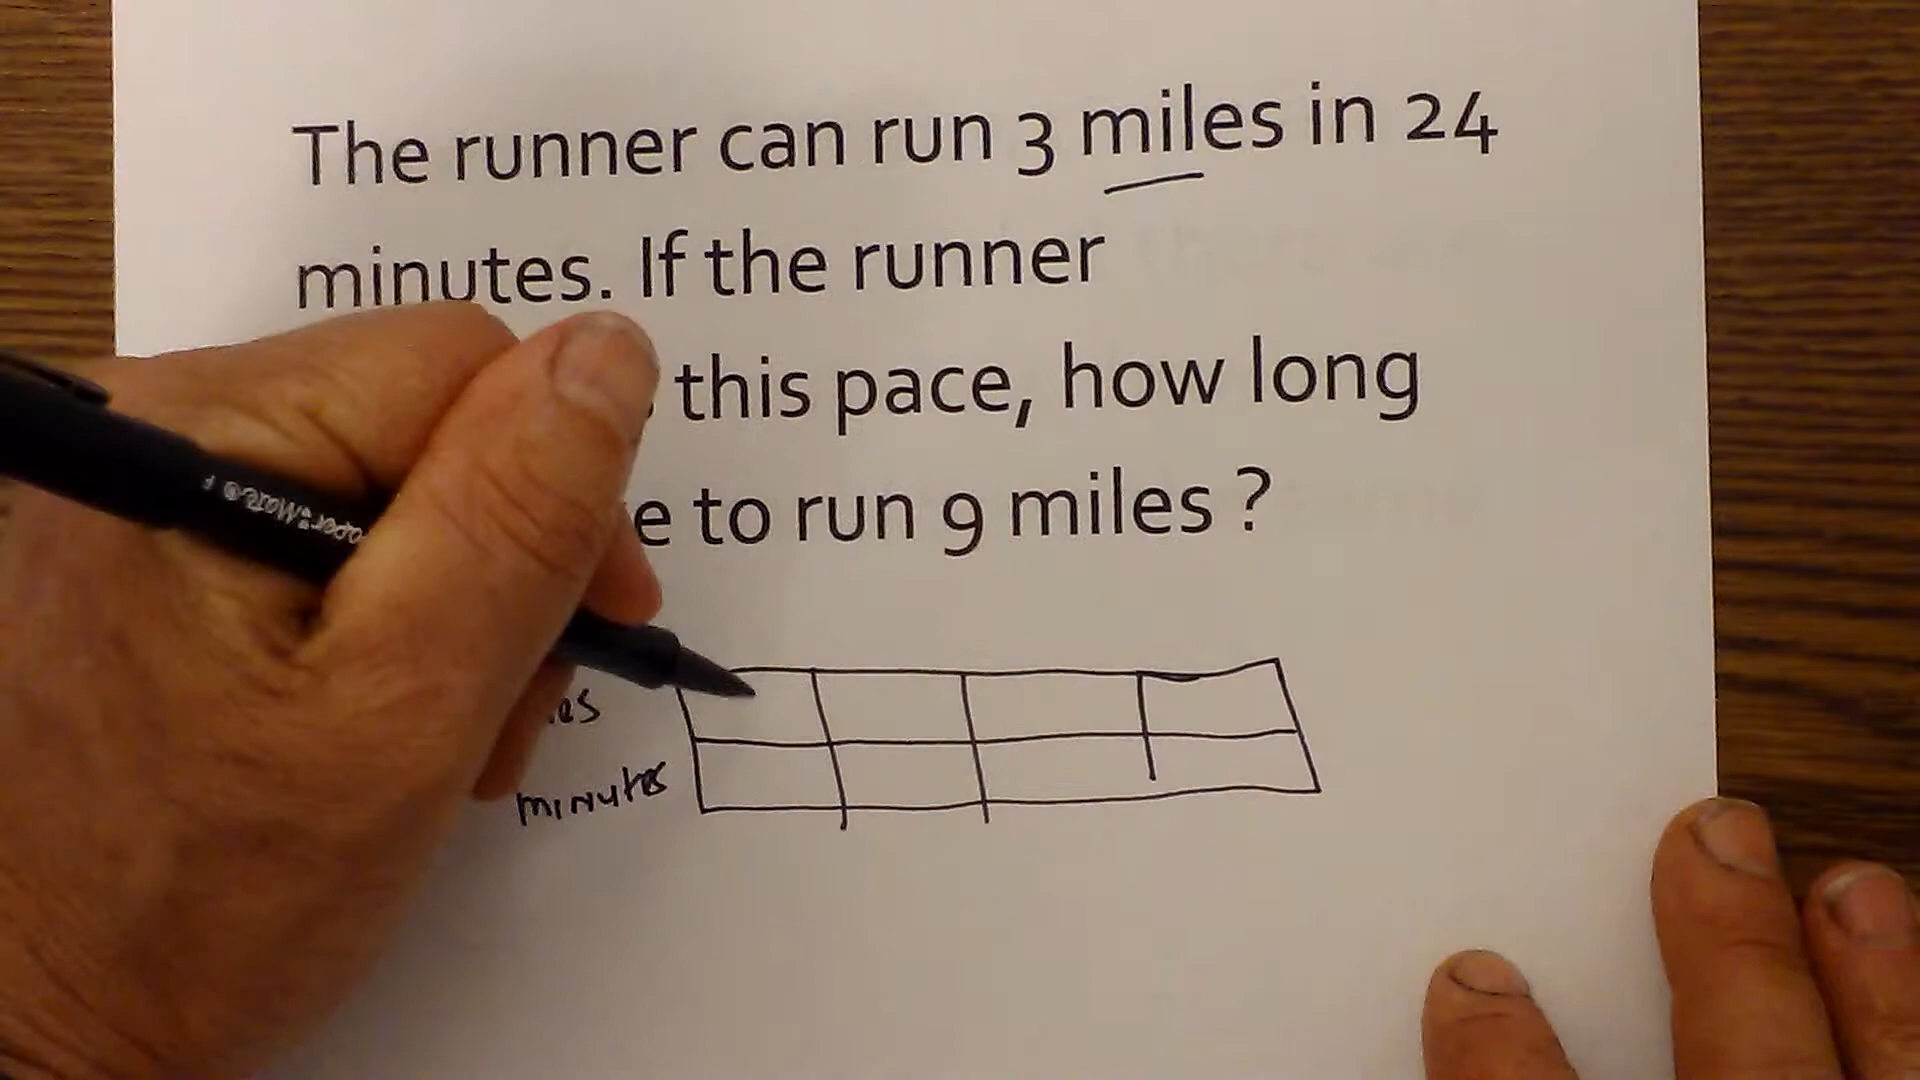 The runner can run 3 miles in 24
minutes. If the runner
this pace, how long
to run 9 miles ?
minutes
PaperMate® F